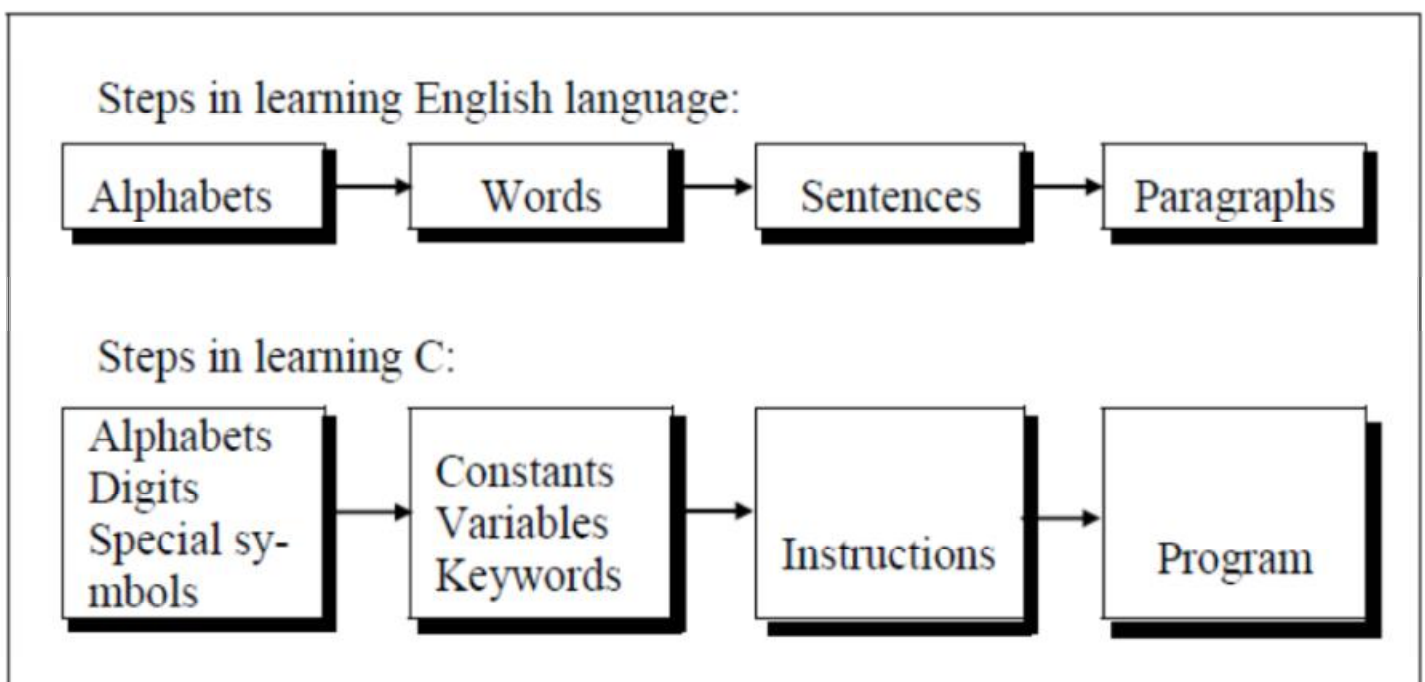 Steps in learning English language:
Alphabets
Words
Sentences
Paragraphs
Steps in learning C:
Alphabets
Digits
Special sy-
mbols
Constants
Variables
Keywords
Instructions
Program